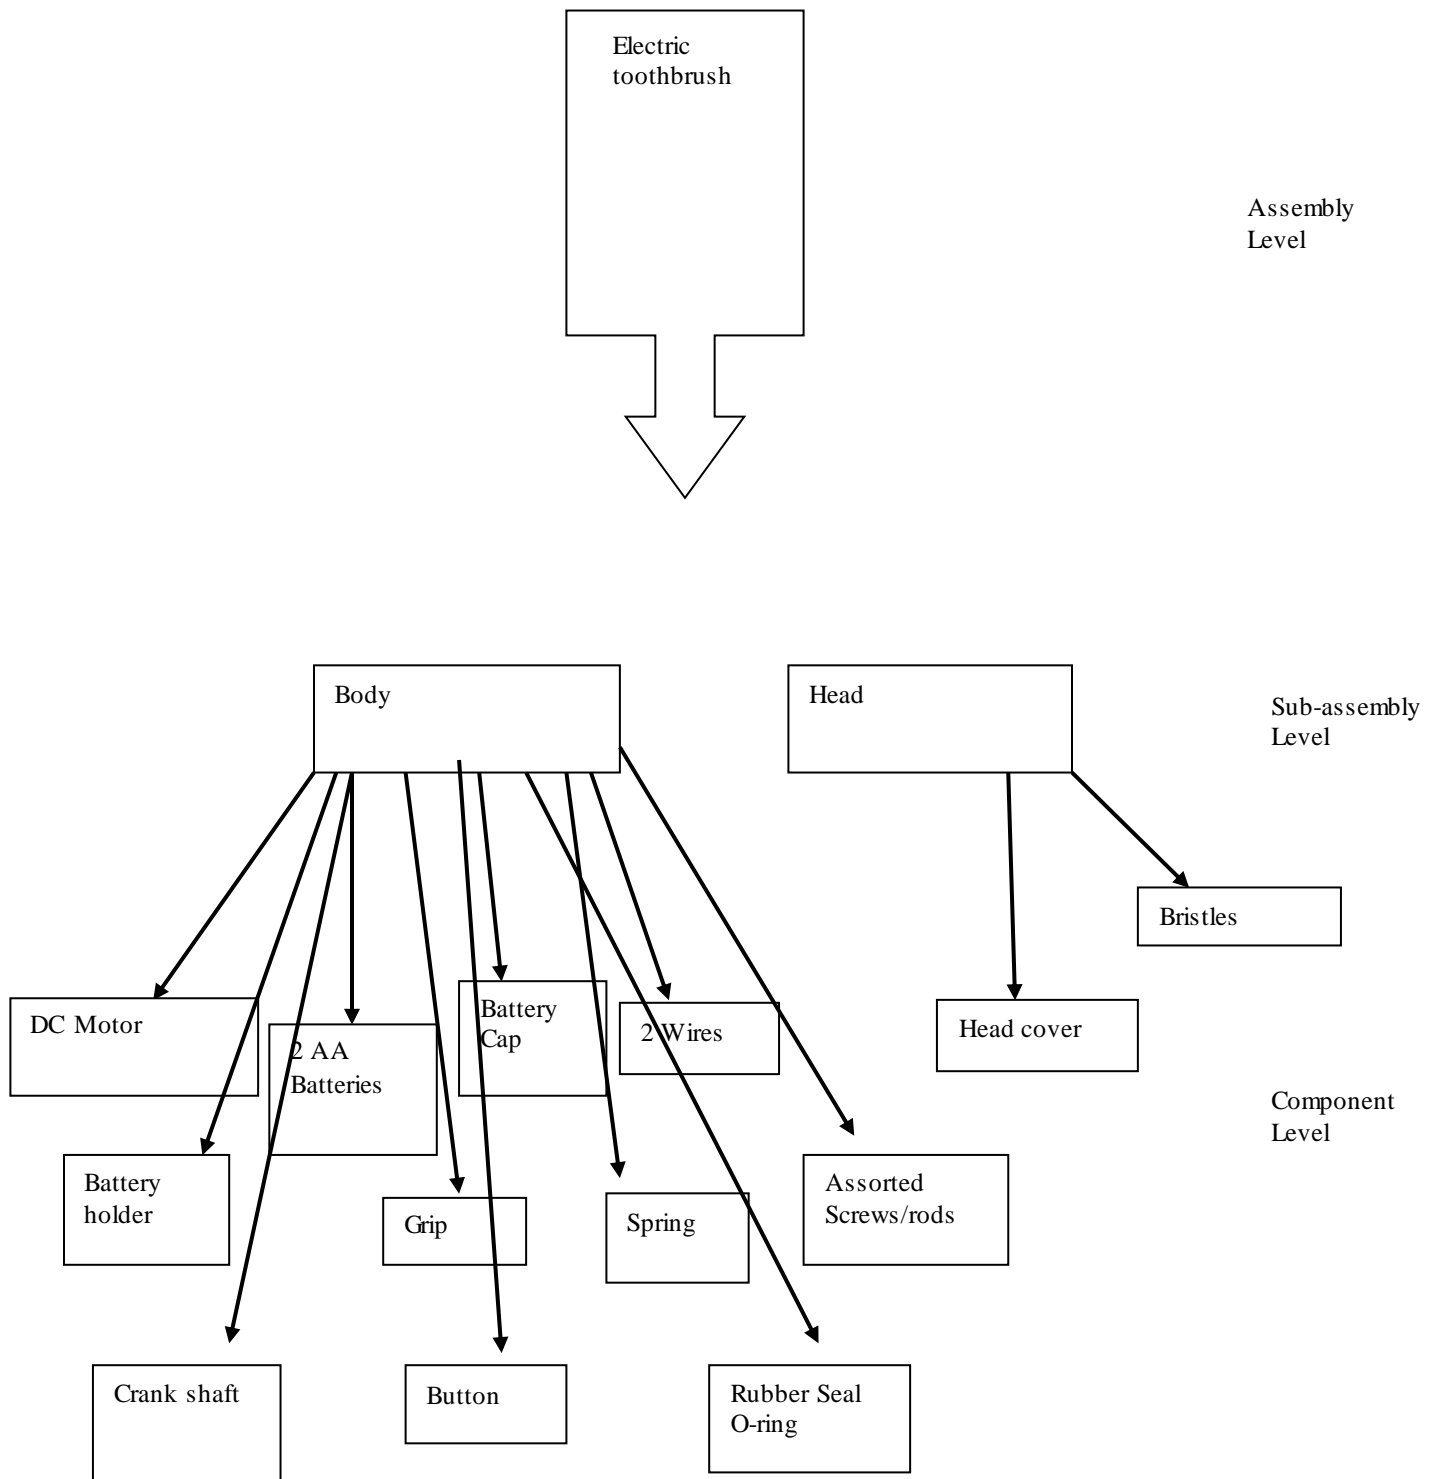 Electric
toothbrush
Assembly
Level
Body
Head
Sub-assembly
Level
Bristles
DC Motor
2 AA
Batteries
Battery
Cap
2 Wires
Head cover
Component
Level
Battery
holder
Grip
Spring
Assorted
Screws/rods
Crank shaft
Button
Rubber Seal
O-ring